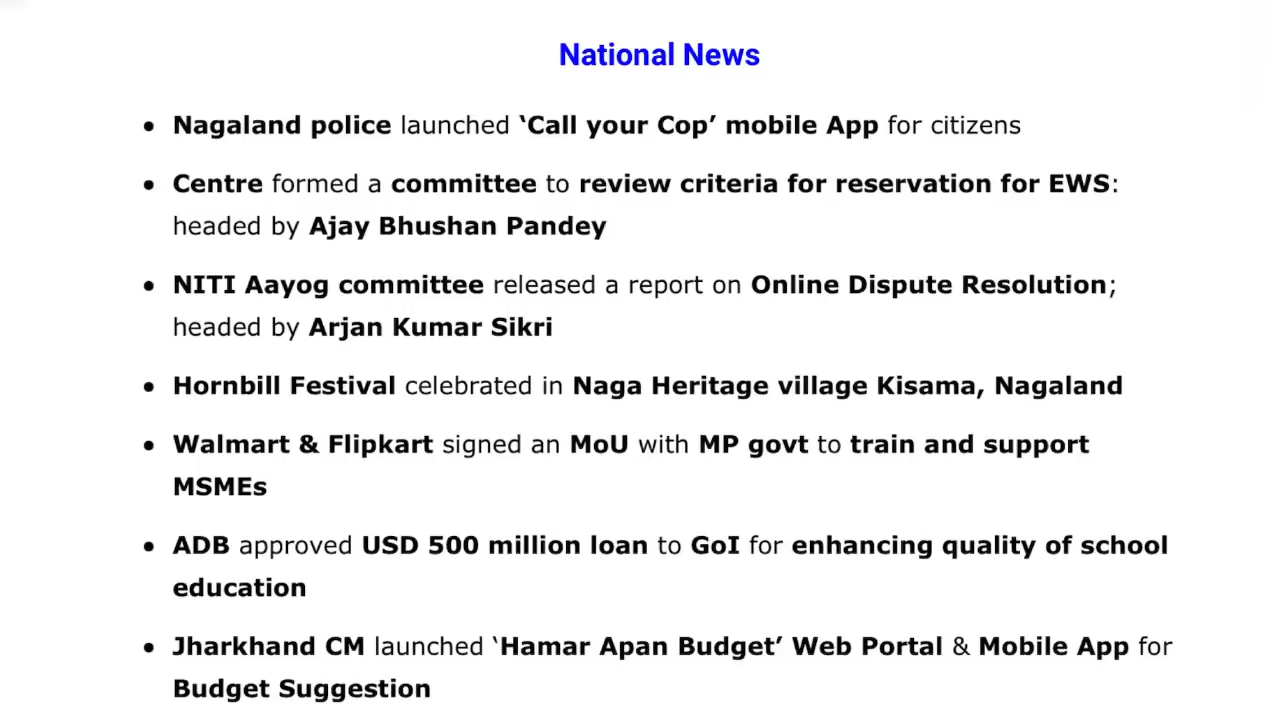 National News
• Nagaland police launched ‘Call your Cop’ mobile App for citizens
• Centre formed a committee to review criteria for reservation for EWS:
headed by Ajay Bhushan Pandey
• NITI Aayog committee released a report on Online Dispute Resolution;
headed by Arjan Kumar Sikri
• Hornbill Festival celebrated in Naga Heritage village Kisama, Nagaland
• Walmart & Flipkart signed an MoU with MP govt to train and support
MSMEs
• ADB approved USD 500 million loan to GoI for enhancing quality of school
education
• Jharkhand CM launched ‘Hamar Apan Budget’ Web Portal & Mobile App for
Budget Suggestion